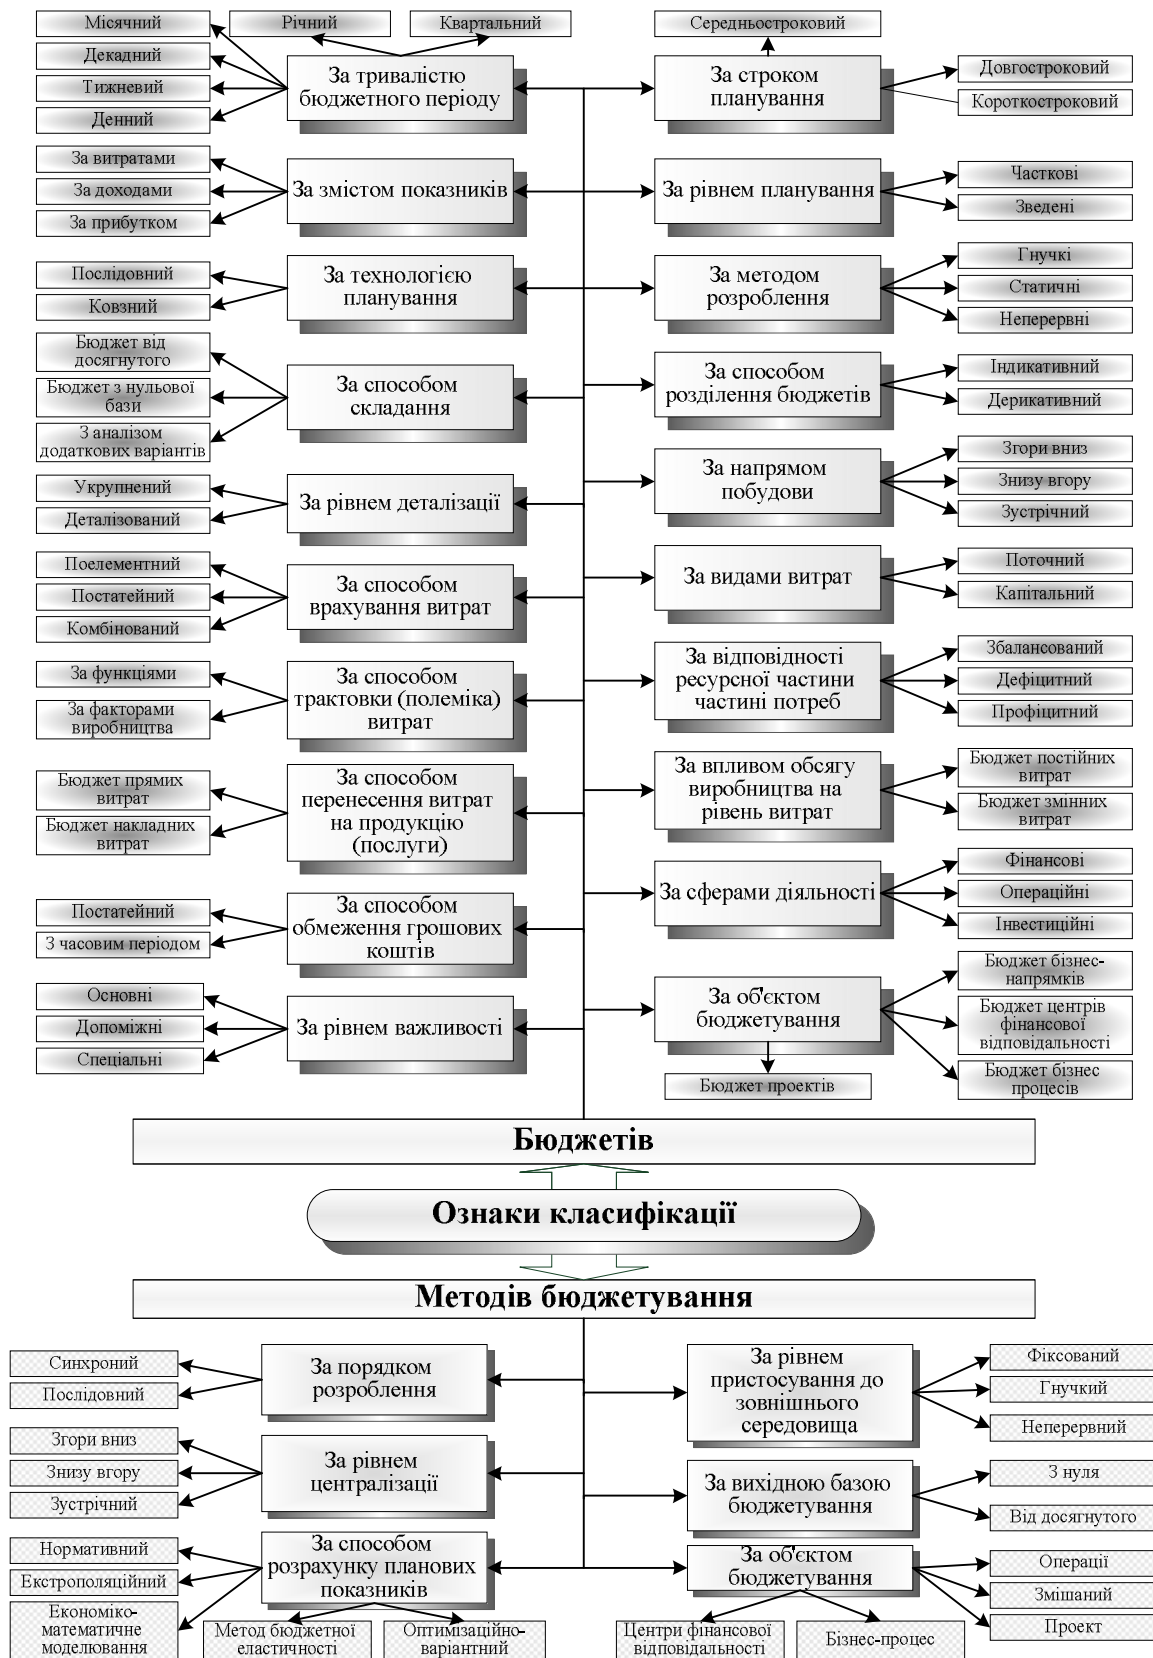 Місячний
Річний
Квартальний
Декадний
Тижневий
Денний
За тривалістю
бюджетного періоду
Середньостроковий
За строком
планування
Довгостроковий
Короткостроковий
За витратами
За доходами
За прибутком
За змістом показників
За рівнем планування
Часткові
Зведені
Послідовний
Ковзний
За технологією
планування
За методом
розроблення
Гнучкі
Статичні
Неперервні
Бюджет від
досягнутого
Бюджет з нульової
бази
З аналізом
додаткових варіантів
За способом
складання
За способом
розділення бюджетів
Індикативний
Дерикативний
За напрямом
побудови
Згори вниз
Знизу вгору
Зустрічний
Укрупнений
Деталізований
За рівнем деталізації
Поелементний
Постатейний
Комбінований
За способом
врахування витрат
За видами витрат
Поточний
Капітальний
За функціями
За факторами
виробництва
За способом
трактовки (полеміка)
витрат
За відповідності
ресурсної частини
частині потреб
Збалансований
Дефіцитний
Профіцитний
Бюджет прямих
витрат
Бюджет накладних
витрат
За способом
перенесення витрат
на продукцію
(послуги)
За впливом обсягу
виробництва на
рівень витрат
Бюджет постійних
витрат
Бюджет змінних
витрат
За сферами діяльності
Фінансові
Операційні
Інвестиційні
Постатейний
З часовим періодом
За способом
обмеження грошових
коштів
Основні
Допоміжні
Спеціальні
За рівнем важливості
За об'єктом
бюджетування
Бюджет бізнес-
напрямків
Бюджет центрів
фінансової
відповідальності
Бюджет бізнес
процесів
Бюджет проектів
Бюджетів
Ознаки класифікації
Методів бюджетування
Синхроний
Послідовний
За порядком
розроблення
За рівнем
пристосування до
зовнішнього
середовища
Фіксований
Гнучкий
Неперервний
Згори вниз
Знизу вгору
Зустрічний
За рівнем
централізації
За вихідною базою
бюджетування
З нуля
Від досягнутого
Нормативний
Екстрополяційний
Економіко-
математичне
моделювання
За способом
розрахунку планових
показників
Метод бюджетної
еластичності
Оптимізаційно-
варіантний
За об'єктом
бюджетування
Операції
Змішаний
Проект
Центри фінансової
відповідальності
Бізнес-процес